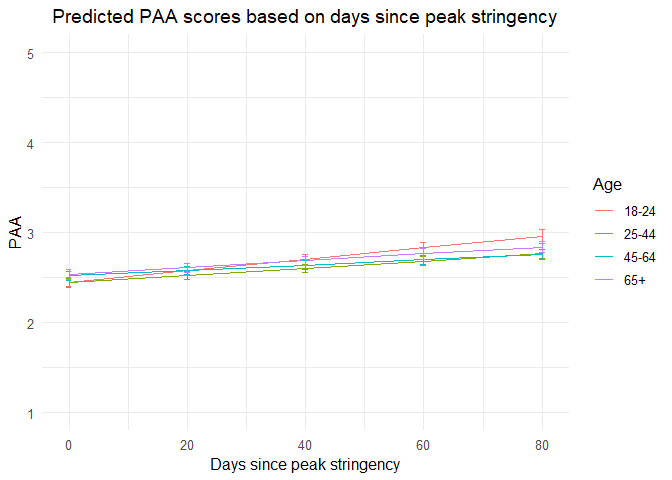 Predicted PAA scores based on days since peak stringency
5
4
3
2
1
PAA
0 20 40 60 80
Days since peak stringency
Age
18-24
25-44
45-64
65+